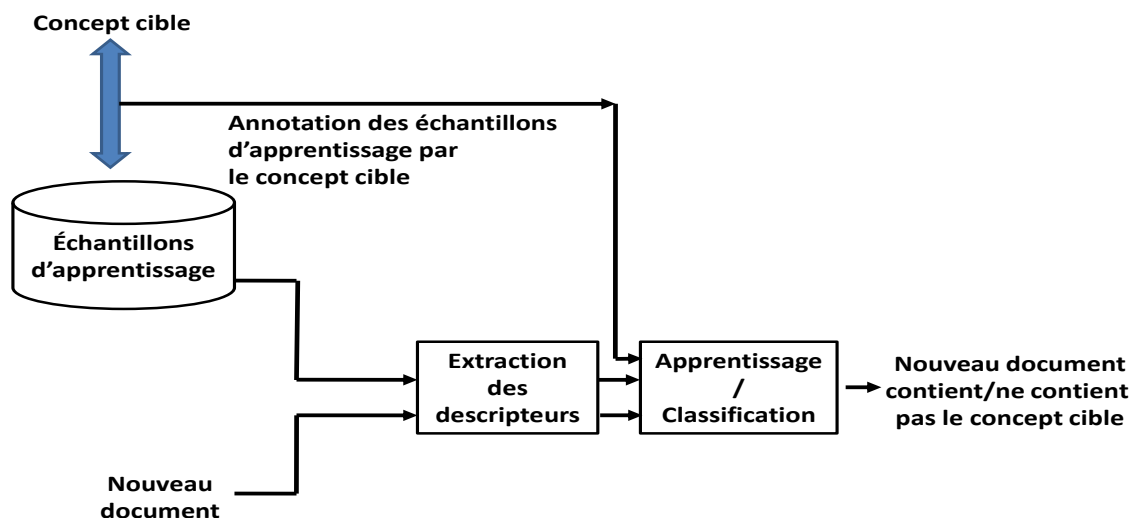 Concept cible
Annotation des échantillons
d'apprentissage par
le concept cible
Échantillons
d'apprentissage
Extraction
des
descripteurs
Apprentissage
/
Classification
Nouveau document
contient/ne contient
pas le concept cible
Nouveau
document